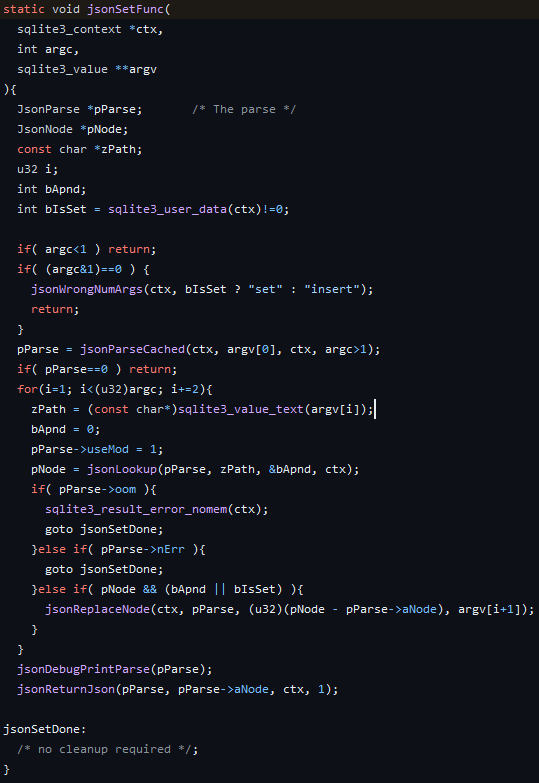 static void jsonSetFunc(
  sqlite3_context *ctx,
  int argc,
  sqlite3_value **argv
){
  JsonParse *pParse;       /* The parse */
  JsonNode *pNode;
  const char *zPath;
  u32 i;
  int bApnd;
  int bIsSet = sqlite3_user_data(ctx)!=0;

  if( argc<1 ) return;
  if( (argc&1)==0 ) {
    jsonWrongNumArgs(ctx, bIsSet ? "set" : "insert");
    return;
  }
  pParse = jsonParseCached(ctx, argv[0], ctx, argc>1);
  if( pParse==0 ) return;
  for(i=1; i<(u32)argc; i+=2){
    zPath = (const char*)sqlite3_value_text(argv[i]);
    bApnd = 0;
    pParse->useMod = 1;
    pNode = jsonLookup(pParse, zPath, &bApnd, ctx);
    if( pParse->oom ){
      sqlite3_result_error_nomem(ctx);
      goto jsonSetDone;
    }else if( pParse->nErr ){
      goto jsonSetDone;
    }else if( pNode && (bApnd || bIsSet) ){
      jsonReplaceNode(ctx, pParse, (u32)(pNode - pParse->aNode), argv[i+1]);
    }
  }
  jsonDebugPrintParse(pParse);
  jsonReturnJson(pParse, pParse->aNode, ctx, 1);

jsonSetDone:
  /* no cleanup required */;
}